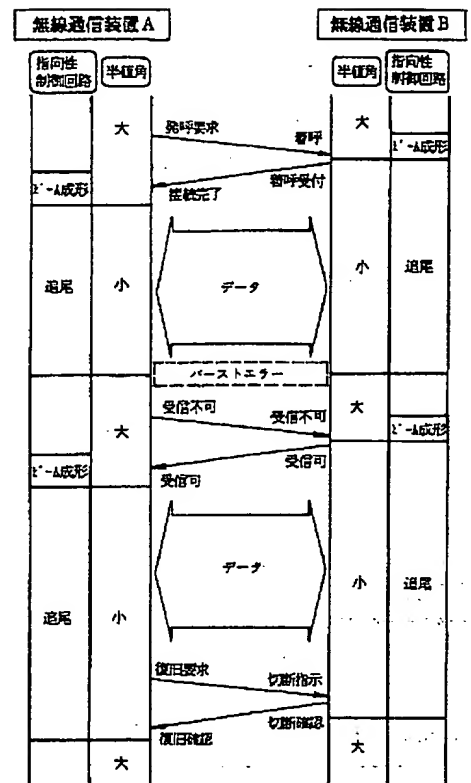 無線通信装置A
無線通信装置B
指向性
制御回路
半値角
半値角
指向性
制御回路
大
発呼要求
着呼
大
ﾋﾞｰﾑ成形
ﾋﾞｰﾑ成形
接続完了
着呼受付
追尾
小
データ
小
追尾
バーストエラー
大
受信不可
受信不可
大
ﾋﾞｰﾑ成形
ﾋﾞｰﾑ成形
受信可
受信可
追尾
小
データ
小
追尾
復旧要求
切断指示
復旧確認
切断確認
大
大